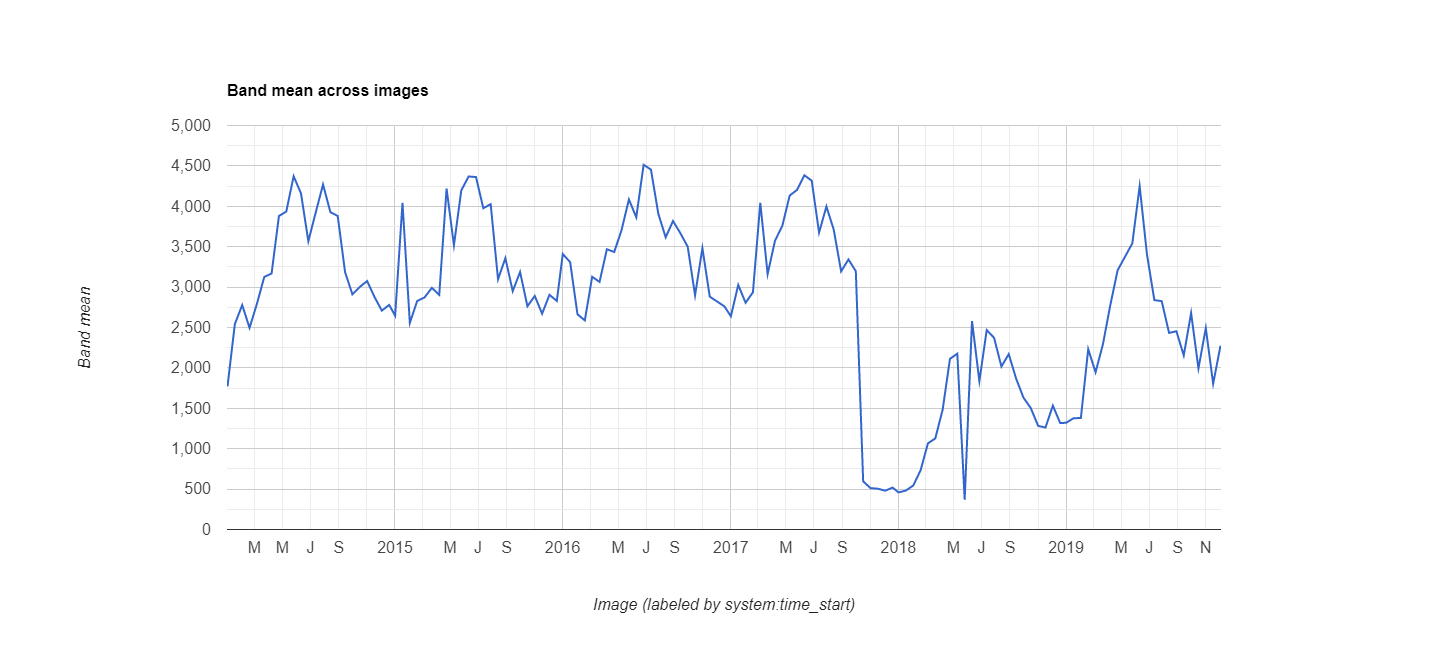 Band mean across images
5,000
4,500
4,000
3,500
3,000
2,500
2,000
1,500
1,000
500
0
Band mean
M M J S 2015 M J S 2016 M J S 2017 M J S 2018 M J S 2019 M J S N
Image (labeled by system:time_start)